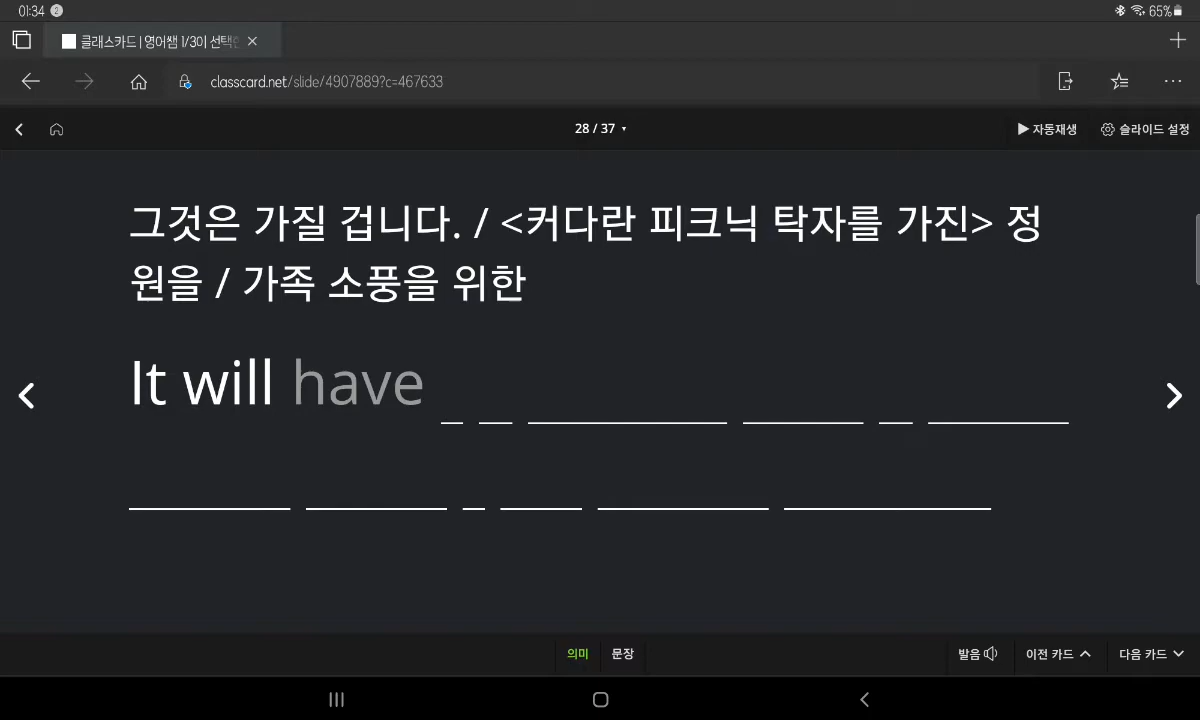 01:34 2 65%
클래스카드 | 영어쌤 1/3이 선택한
classcard.net/slide/4907889?c=467633
28 / 37 자동재생 슬라이드 설정
그것은 가질 겁니다. / <커다란 피크닉 탁자를 가진> 정
원을 / 가족 소풍을 위한
It will have
의미 문장 발음 이전 카드 다음 카드